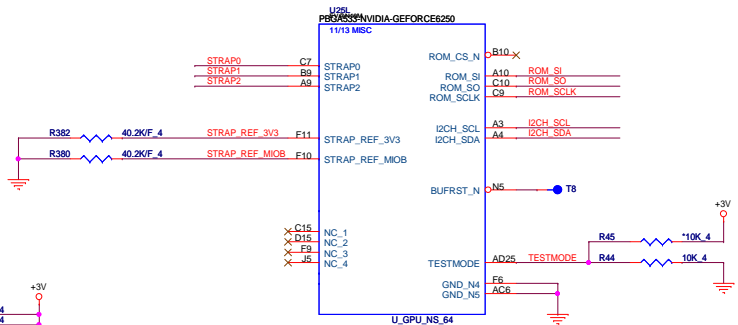 U25L
PBGA533-NVIDIA-GEFORCE6250
11/13 MISC
STRAP0 C7 STRAP0
STRAP1 B9 STRAP1
STRAP2 A9 STRAP2
ROM_CS_N B10
ROM_SI A10 ROM_SI
ROM_SO C10 ROM_SO
ROM_SCLK C9 ROM_SCLK
I2CH_SCL A3 I2CH_SCL
I2CH_SDA A4 I2CH_SDA
R382 40.2K/F_4 STRAP_REF_3V3 F11 STRAP_REF_3V3
R380 40.2K/F_4 STRAP_REF_MIOB F10 STRAP_REF_MIOB
BUFRST_N N5 T8
+3V
C15 NC_1
D15 NC_2
F9 NC_3
J5 NC_4
R45 *10K_4
TESTMODE AD25 TESTMODE R44 10K_4
GND_N4 F6
GND_N5 AC6
+3V
4
4
U_GPU_NS_64